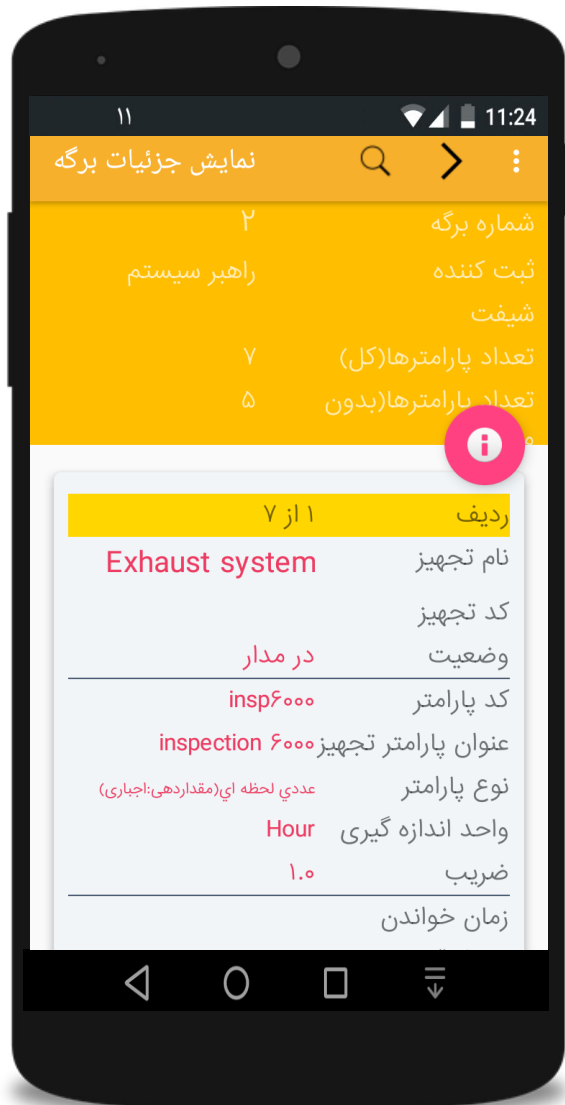 ۱۱ 11:24
نمایش جزئیات برگه
شماره برگه ۲
ثبت کننده راهبر سیستم
شیفت
تعداد پارامترها(کل) ۷
تعداد پارامترها(بدون ۵
ردیف ۱ از ۷
نام تجهیز Exhaust system
کد تجهیز
وضعیت در مدار
کد پارامتر insp۶۰۰۰
عنوان پارامتر تجهیز inspection ۶۰۰۰
نوع پارامتر عددي لحظه اي(مقداردهی:اجباری)
واحد اندازه گیری Hour
ضریب ۱.۰
زمان خواندن